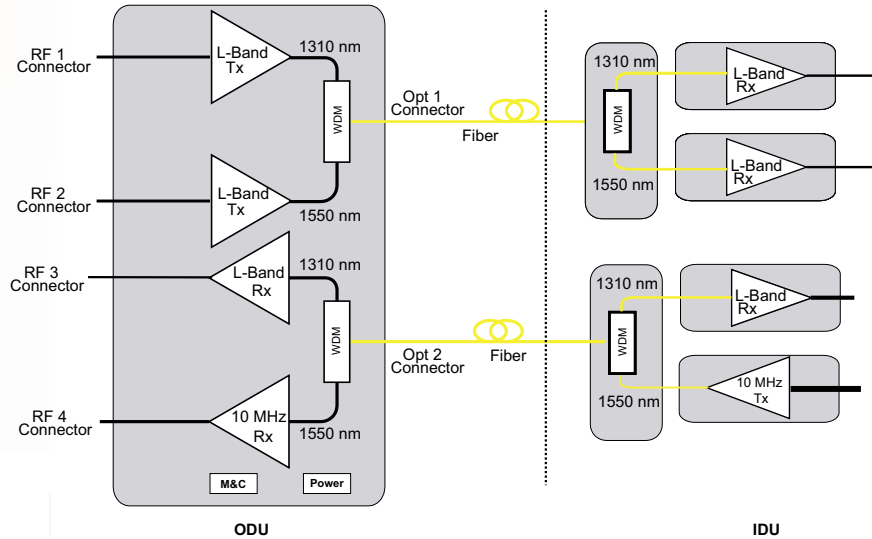 RF 1
Connector
L-Band
Tx
1310 nm
WDM
Opt 1
Connector
Fiber
RF 2
Connector
L-Band
Tx
1550 nm
RF 3
Connector
L-Band
Rx
1310 nm
WDM
Opt 2
Connector
Fiber
RF 4
Connector
10 MHz
Rx
1550 nm
M&C
Power
ODU
1310 nm
WDM
1550 nm
L-Band
Rx
L-Band
Rx
1310 nm
WDM
1550 nm
L-Band
Rx
10 MHz
Tx
IDU